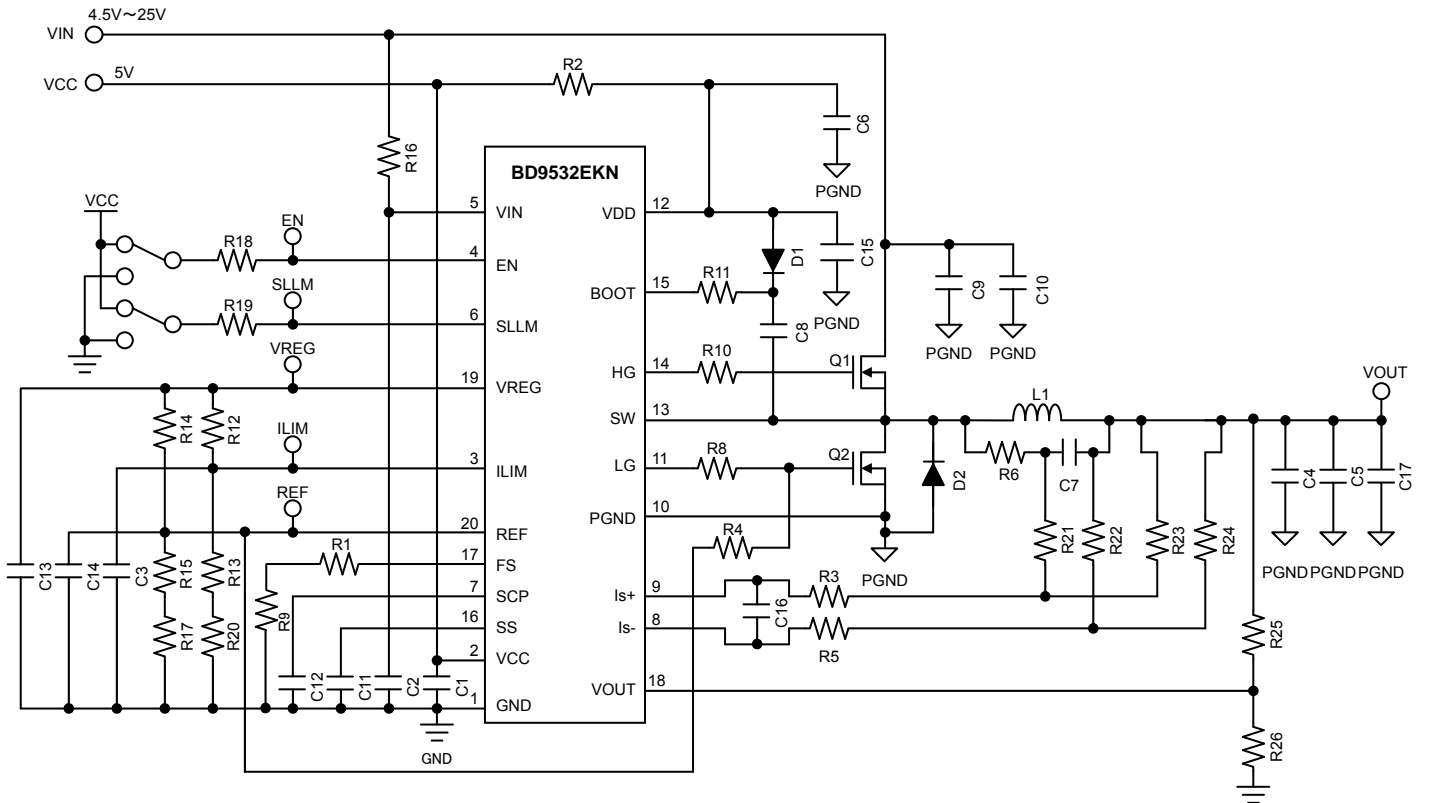 4.5V～25V
VIN
5V
VCC
R2
C6
PGND
R16
BD9532EKN
VCC
EN
R18
SLLM
R19
VREG
5 VIN
4 EN
6 SLLM
19 VREG
3 ILIM
20 REF
17 FS
7 SCP
16 SS
2 VCC
1 GND
VDD 12
BOOT 15
HG 14
SW 13
LG 11
PGND 10
Is+ 9
Is- 8
VOUT 18
D1
C15
PGND
R11
C8
C9
C10
PGND
PGND
R10
Q1
VOUT
L1
R8
Q2
D2
R6
C7
C4
C5
C17
R14
R12
ILIM
REF
R4
PGND
R21
R22
R23
R24
PGND
PGND
PGND
R1
C13
C14
C3
R15
R13
R9
R17
R20
C12
C11
C2
C1
GND
C16
R3
R5
R25
R26